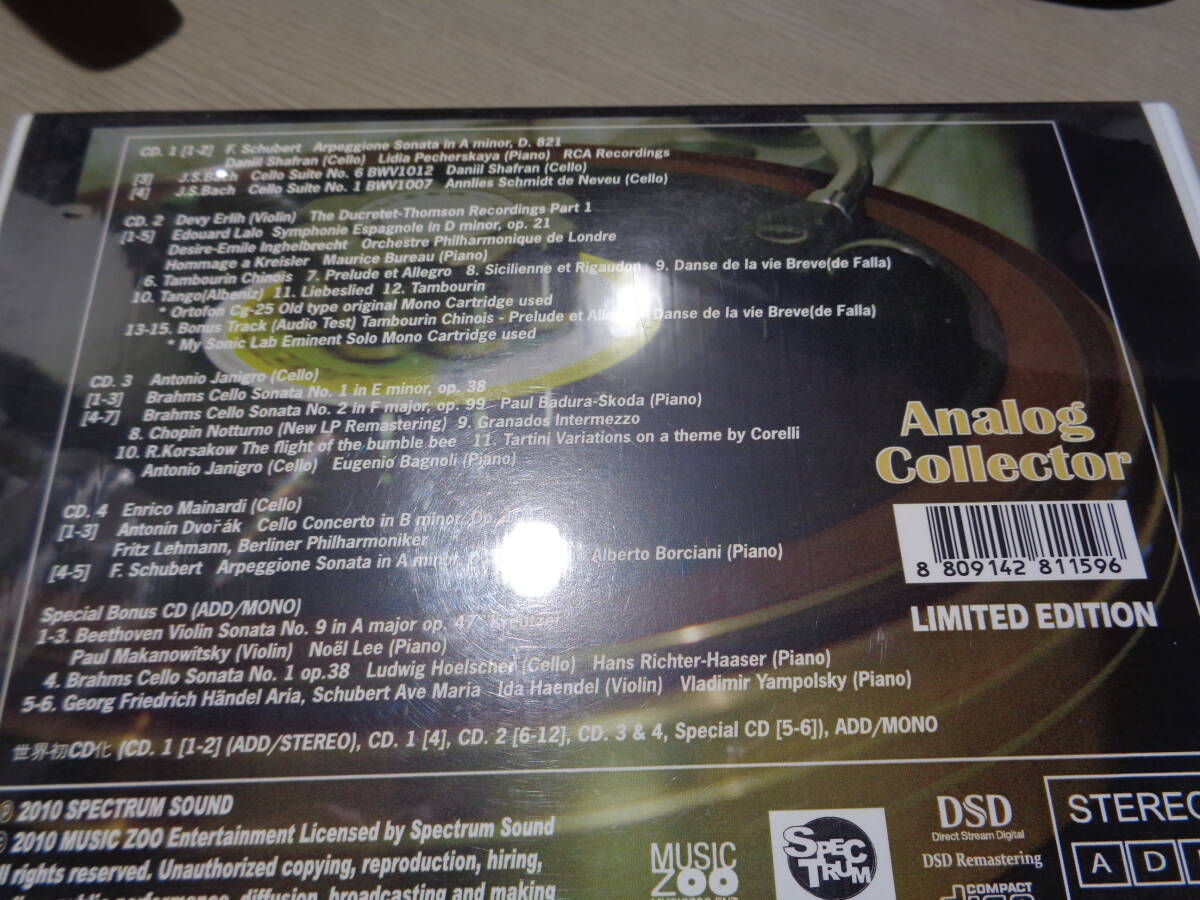 CD. 1 [1-2] F. Schubert Arpeggione Sonata in A minor, D. 821
Daniil Shafran (Cello) Lidia Pecherskaya (Piano) RCA Recordings
[3] J.S.Bach Cello Suite No. 6 BWV1012 Daniil Shafran (Cello)
[4] J.S.Bach Cello Suite No. 1 BWV1007 Annlies Schmidt de Neveu (Cello)
CD. 2 Devy Erlih (Violin) The Ducretet-Thomson Recordings Part 1
[1-5] Edouard Lalo Symphonie Espagnole in D minor, op. 21
Desire-Emile Inghelbrecht Orchestre Philharmonique de Londre
Hommage a Kreisler Maurice Bureau (Piano)
6. Tambourin Chinois 7. Prelude et Allegro 8. Sicilienne et Rigaudon 9. Danse de la vie Breve(de Falla)
10. Tango(Albeniz) 11. Liebeslied 12. Tambourin
* Ortofon Cg-25 Old type original Mono Cartridge used
13-15. Bonus Track (Audio Test) Tambourin Chinois - Prelude et - Danse de la vie Breve(de Falla)
* My Sonic Lab Eminent Solo Mono Cartridge used
CD. 3 Antonio Janigro (Cello)
[1-3] Brahms Cello Sonata No. 1 in E minor, op. 38
[4-7] Brahms Cello Sonata No. 2 in F major, op. 99 Paul Badura-Skoda (Piano)
8. Chopin Notturno (New LP Remastering) 9. Granados Intermezzo
10. R.Korsakow The flight of the bumble bee 11. Tartini Variations on a theme by Corelli
Antonio Janigro (Cello) Eugenio Bagnoli (Piano)
CD. 4 Enrico Mainardi (Cello)
[1-3] Antonín Dvořák Cello Concerto in B minor, Op.
Fritz Lehmann, Berliner Philharmoniker
[4-5] F. Schubert Arpeggione Sonata in A minor, Alberto Borciani (Piano)
Special Bonus CD (ADD/MONO)
1-3. Beethoven Violin Sonata No. 9 in A major op. 47 Kreutzer
Paul Makanowitsky (Violin) Noël Lee (Piano)
4. Brahms Cello Sonata No. 1 op.38 Ludwig Hoelscher (Cello) Hans Richter-Haaser (Piano)
5-6. Georg Friedrich Händel Aria, Schubert Ave Maria Ida Haendel (Violin) Vladimir Yampolsky (Piano)
世界初CD化 (CD. 1 [1-2] (ADD/STEREO), CD. 1 [4], CD. 2 [6-12], CD. 3 & 4, Special CD [5-6]), ADD/MONO
Analog
Collector
8 809142 811596
LIMITED EDITION
℗ 2010 SPECTRUM SOUND
© 2010 MUSIC ZOO Entertainment Licensed by Spectrum Sound
All rights reserved. Unauthorized copying, reproduction, hiring,
public performance, diffusion, broadcasting and making
MUSIC
ZOO
SPEC
TRUM
DSD
Direct Stream Digital
DSD Remastering
COMPACT
STEREO
A D